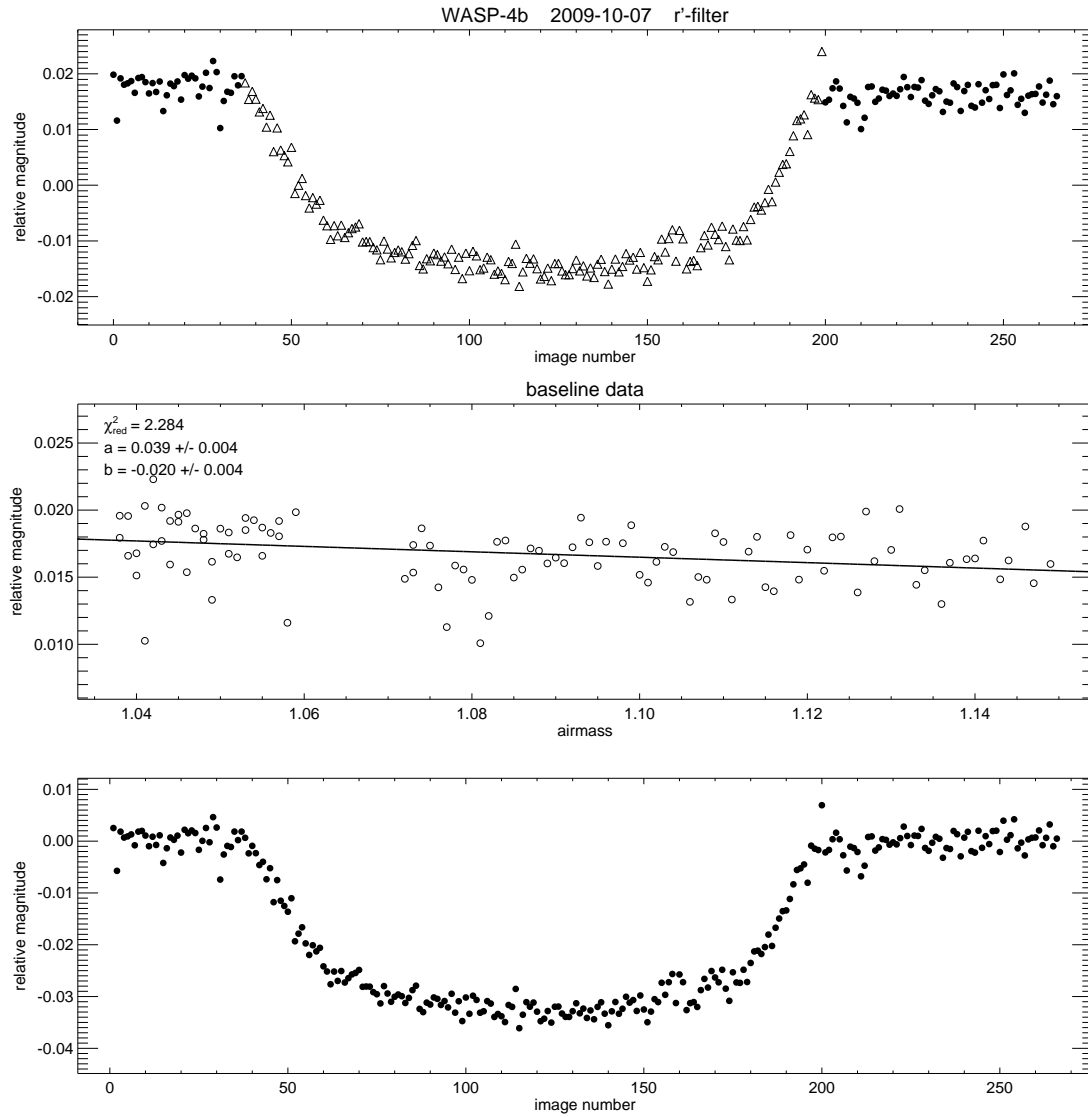 WASP-4b 2009-10-07 r'-filter
relative magnitude
0.02
0.01
0.00
-0.01
-0.02
0 50 100 150 200 250
image number
baseline data
χ²red = 2.284
a = 0.039 +/- 0.004
b = -0.020 +/- 0.004
relative magnitude
0.025
0.020
0.015
0.010
1.04 1.06 1.08 1.10 1.12 1.14
airmass
relative magnitude
0.01
0.00
-0.01
-0.02
-0.03
-0.04
0 50 100 150 200 250
image number